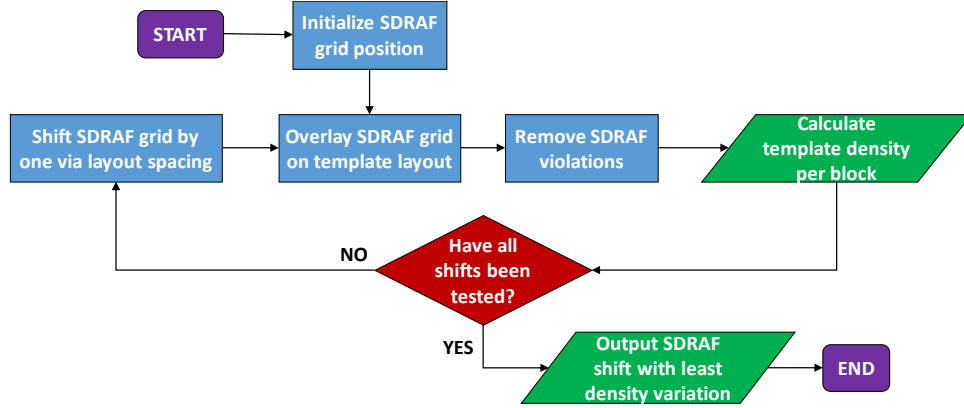 START
Initialize SDRAF
grid position
Shift SDRAF grid by
one via layout spacing
Overlay SDRAF grid
on template layout
Remove SDRAF
violations
Calculate
template density
per block
NO
Have all
shifts been
tested?
YES
Output SDRAF
shift with least
density variation
END